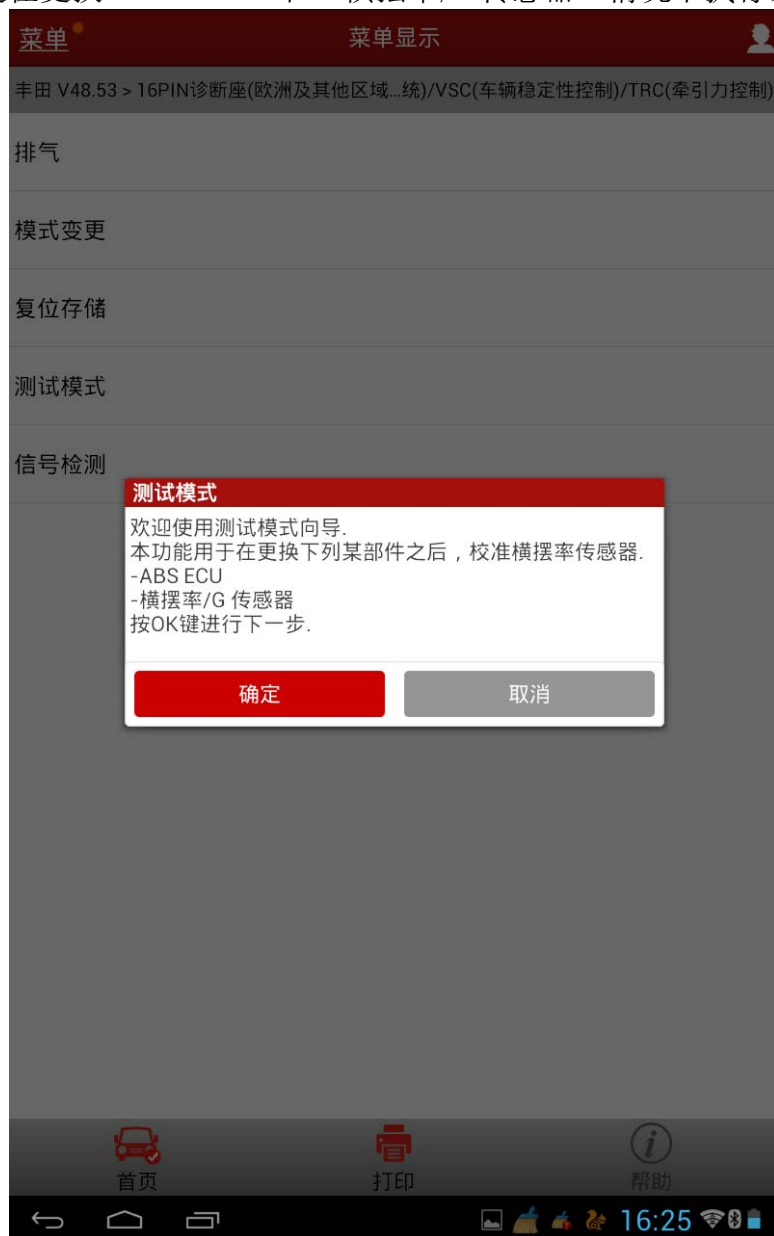 菜单
菜单显示
丰田 V48.53 > 16PIN诊断座(欧洲及其他区域...统)/VSC(车辆稳定性控制)/TRC(牵引力控制)
排气
模式变更
复位存储
测试模式
信号检测
测试模式
欢迎使用测试模式向导.
本功能用于在更换下列某部件之后，校准横摆率传感器.
-ABS ECU
-横摆率/G 传感器
按OK键进行下一步.
确定
取消
首页
打印
帮助
16:25